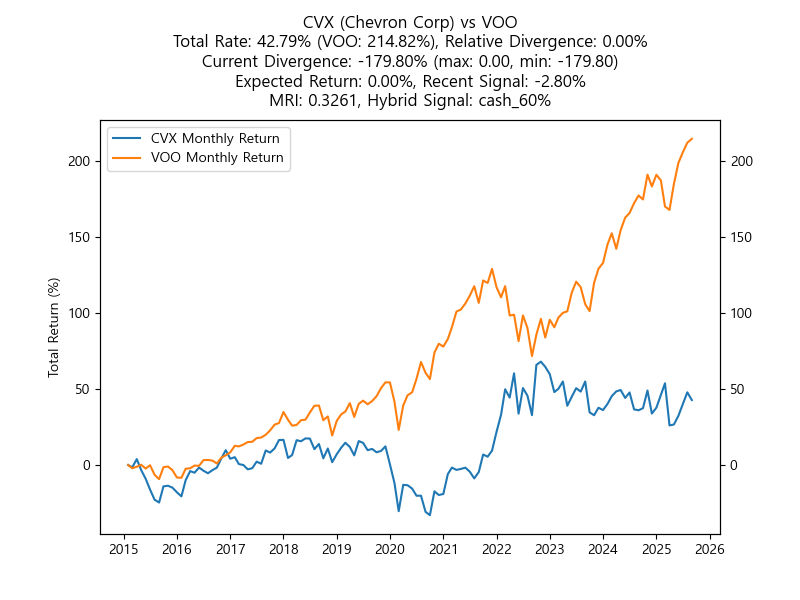 CVX (Chevron Corp) vs VOO
Total Rate: 42.79% (VOO: 214.82%), Relative Divergence: 0.00%
Current Divergence: -179.80% (max: 0.00, min: -179.80)
Expected Return: 0.00%, Recent Signal: -2.80%
MRI: 0.3261, Hybrid Signal: cash_60%
CVX Monthly Return
VOO Monthly Return
Total Return (%)
200
150
100
50
0
200
150
100
50
0
2015 2016 2017 2018 2019 2020 2021 2022 2023 2024 2025 2026